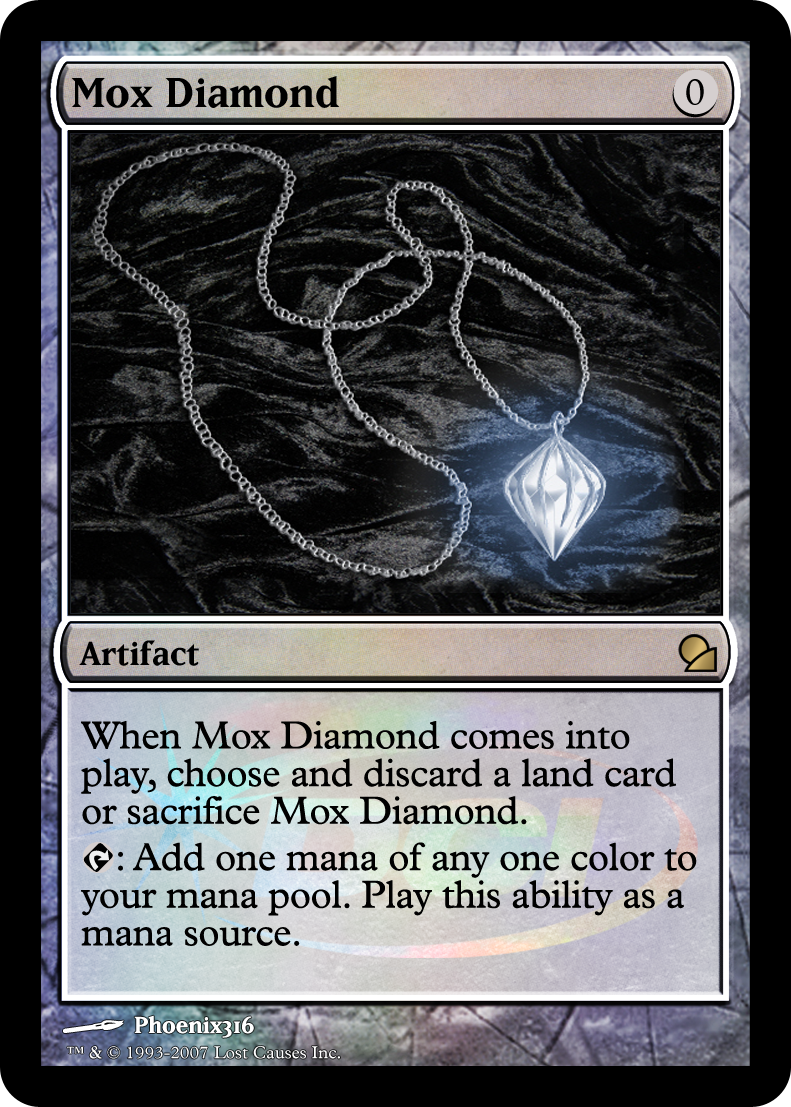 Mox Diamond 0
Artifact
When Mox Diamond comes into
play, choose and discard a land card
or sacrifice Mox Diamond.
: Add one mana of any one color to
your mana pool. Play this ability as a
mana source.
DCI
Phoenix316
™ & © 1993-2007 Lost Causes Inc.